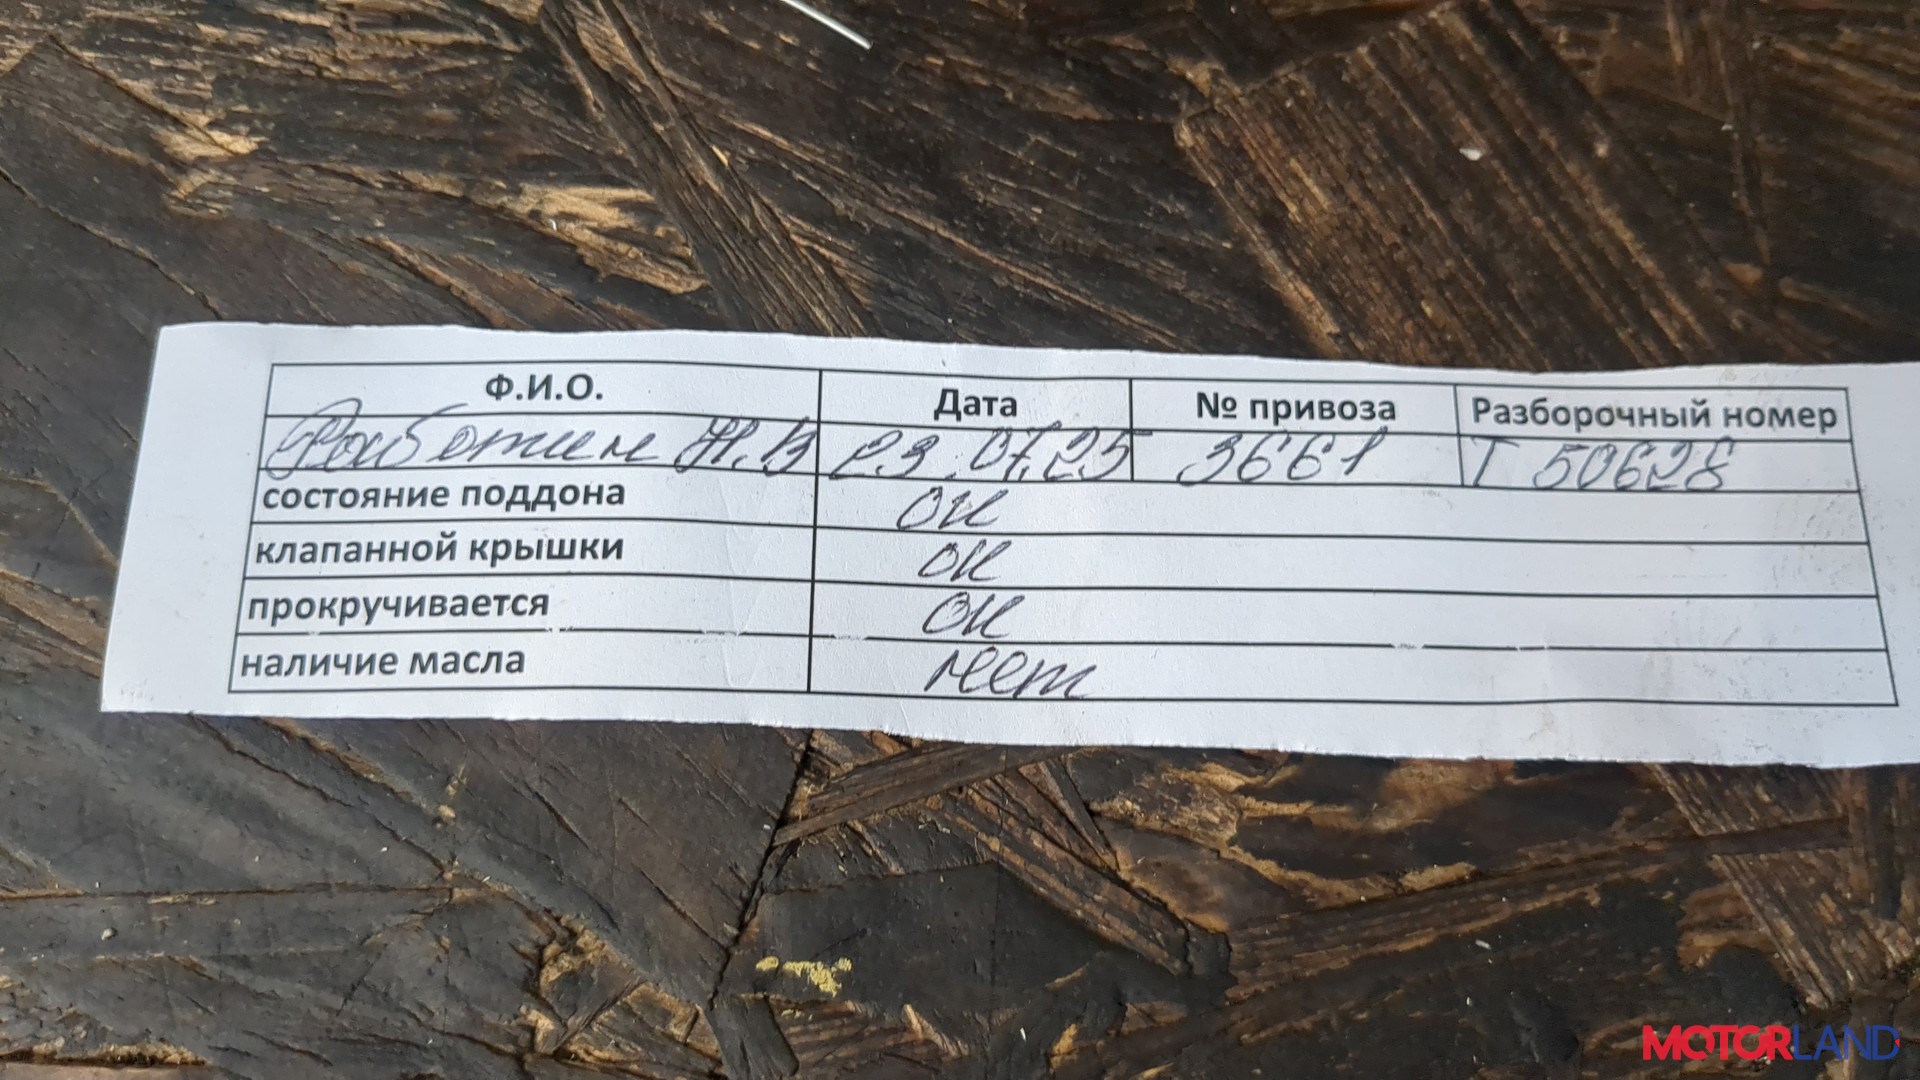 Ф.И.О. Дата № привоза Разборочный номер
Работин Н.В 23.07.25 3661 Т 50628
состояние поддона ок
клапанной крышки ок
прокручивается ок
наличие масла нет
MOTORLAND